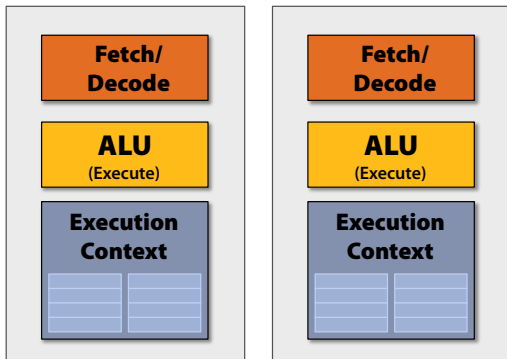 Fetch/
Decode
ALU
(Execute)
Execution
Context
Fetch/
Decode
ALU
(Execute)
Execution
Context